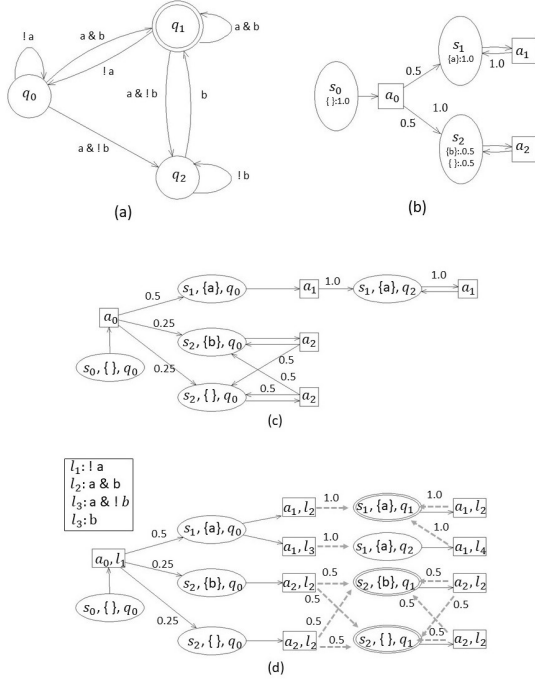 ! a
a & b
q1
a & b
! a
q0
a & ! b
b
a & ! b
q2
! b
(a)
s0
{ }:1.0
a0
0.5
1.0
0.5
s1
{a}:1.0
1.0
a1
s2
{b}:.0.5
{ }:.0.5
a2
(b)
a0
0.5
s1, {a}, q0
a1
1.0
s1, {a}, q2
1.0
a1
0.25
s2, {b}, q0
a2
0.5
s0, { }, q0
0.25
s2, { }, q0
0.5
0.5
a2
(c)
l1: ! a
l2: a & b
l3: a & ! b
l3: b
a0, l1
s0, { }, q0
0.5
s1, {a}, q0
a1, l2
1.0
s1, {a}, q1
1.0
a1, l2
a1, l3
1.0
s1, {a}, q2
1.0
a1, l4
0.25
s2, {b}, q0
a2, l2
0.5
s2, {b}, q1
0.5
a2, l2
0.5
0.5
0.5
0.25
s2, { }, q0
0.5
a2, l2
0.5
s2, { }, q1
0.5
a2, l2
(d)